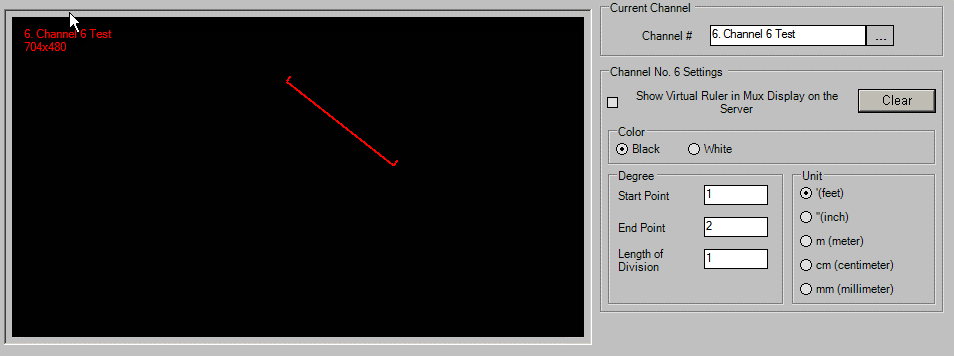 6. Channel 6 Test
704x480
Current Channel
Channel #
6. Channel 6 Test
...
Channel No. 6 Settings
Show Virtual Ruler in Mux Display on the
Server
Clear
Color
Black
White
Degree
Start Point
1
End Point
2
Length of
Division
1
Unit
'(feet)
"(inch)
m (meter)
cm (centimeter)
mm (millimeter)